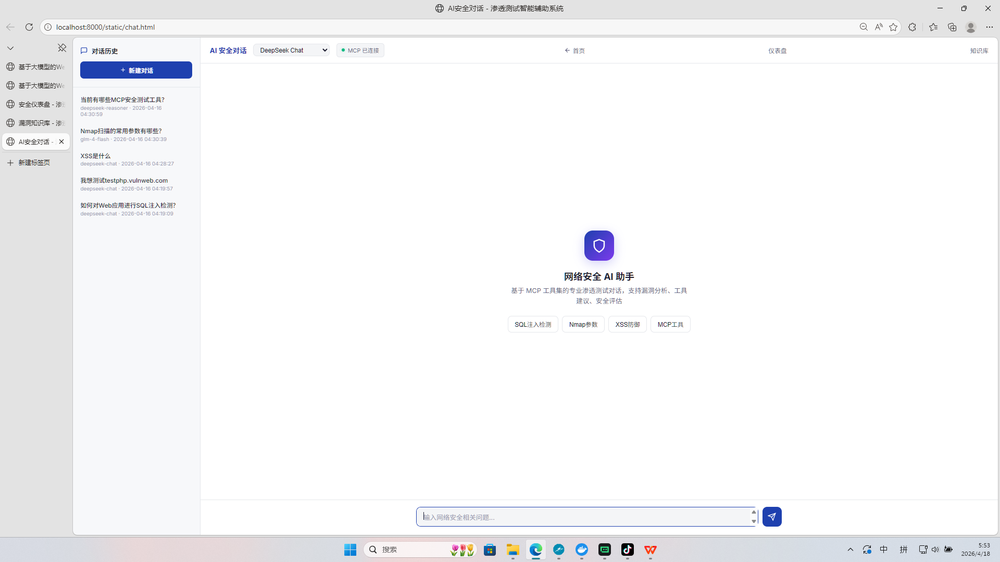 AI安全对话 - 渗透测试智能辅助系统
localhost:8000/static/chat.html
基于大模型的We
基于大模型的We
安全仪表盘 - 渗
漏洞知识库 - 渗
AI安全对话 -
新建标签页
对话历史
+ 新建对话
当前有哪些MCP安全测试工具?
deepseek-reasoner · 2026-04-16
04:30:59
Nmap扫描的常用参数有哪些?
glm-4-flash · 2026-04-16 04:30:39
XSS是什么
deepseek-chat · 2026-04-16 04:28:27
我想测试testphp.vulnweb.com
deepseek-chat · 2026-04-16 04:19:57
如何对Web应用进行SQL注入检测?
deepseek-chat · 2026-04-16 04:19:09
AI 安全对话 DeepSeek Chat MCP 已连接 ← 首页 仪表盘 知识库
网络安全 AI 助手
基于 MCP 工具集的专业渗透测试对话，支持漏洞分析、工具
建议、安全评估
SQL注入检测 Nmap参数 XSS防御 MCP工具
输入网络安全相关问题...
搜索
中 拼
5:53
2026/4/18